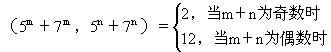 (5ᵐ+7ᵐ, 5ⁿ+7ⁿ) = {2, 当m+n为奇数时
12, 当m+n为偶数时